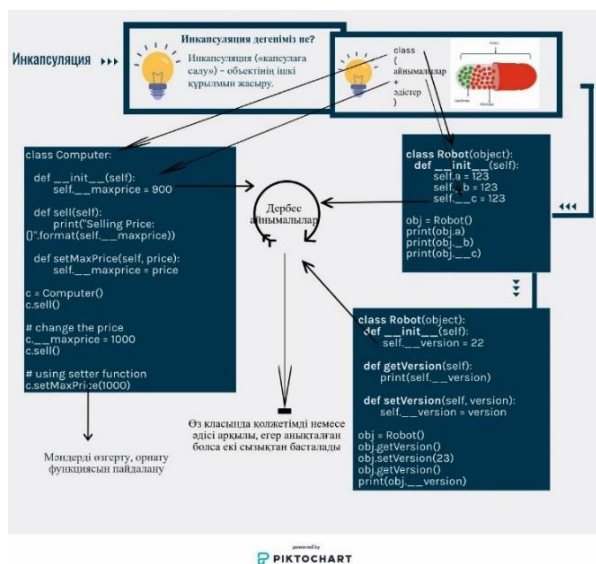 Инкапсуляция
Инкапсуляция дегеніміз не?
Инкапсуляция («капсулаға
салу») – объектінің ішкі
құрылмын жасыру.
class
{
айнымалылар
+
әдістер
}
class Computer:
def __init__(self):
self.__maxprice = 900
def sell(self):
print("Selling Price:
{}".format(self.__maxprice))
def setMaxPrice(self, price):
self.__maxprice = price
c = Computer()
c.sell()
# change the price
c.__maxprice = 1000
c.sell()
# using setter function
c.setMaxPrice(1000)
Мәндерді өзгерту, орнату
функциясын пайдалану
Дербес
айнымалылар
Өз класында қолжетімді немесе
әдісі арқылы, егер анықталған
болса екі сызықтан басталады
class Robot(object):
def __init__(self):
self.a = 123
self._b = 123
self.__c = 123
obj = Robot()
print(obj.a)
print(obj._b)
print(obj.__c)
class Robot(object):
def __init__(self):
self.__version = 22
def getVersion(self):
print(self.__version)
def setVersion(self, version):
self.__version = version
obj = Robot()
obj.getVersion()
obj.setVersion(23)
obj.getVersion()
print(obj.__version)
powered by
PIKTOCHART